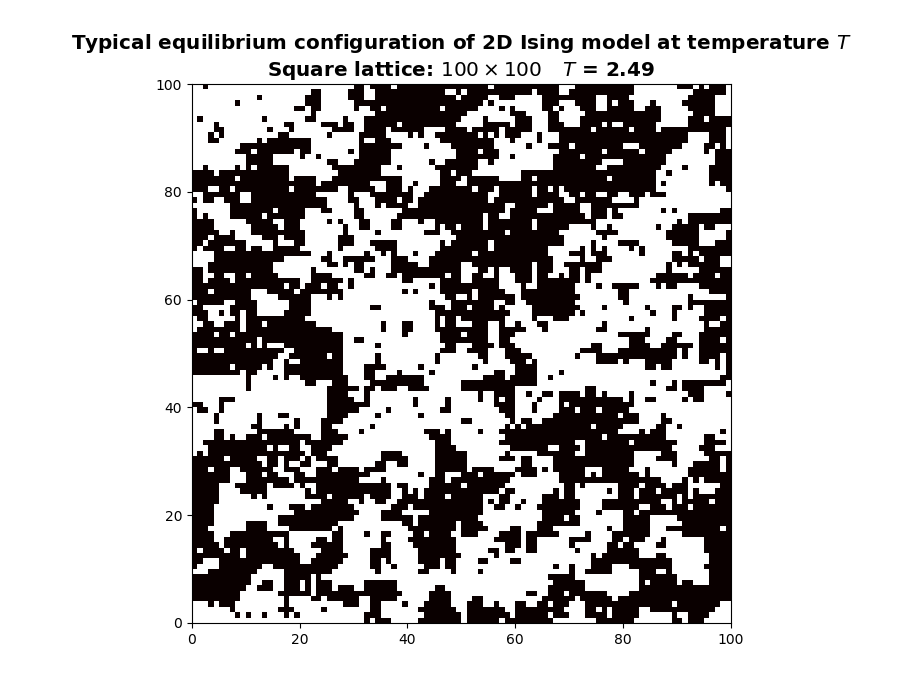 Typical equilibrium configuration of 2D Ising model at temperature T
Square lattice: 100 × 100 T = 2.49
100
80
60
40
20
0
0 20 40 60 80 100